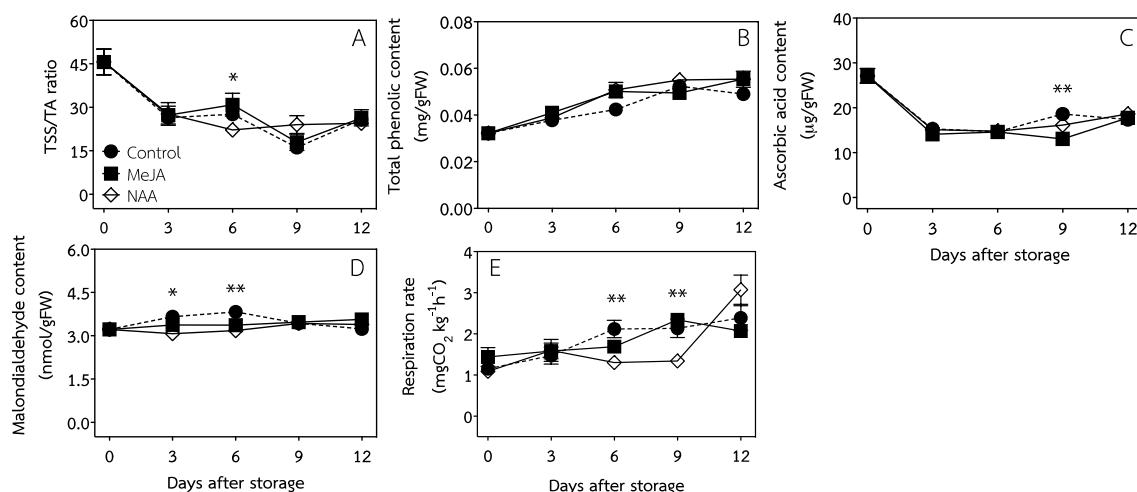 A
TSS/TA ratio
60
45
30
15
0
*
Control
MeJA
NAA
0 3 6 9 12
B
Total phenolic content
(mg/gFW)
0.08
0.06
0.04
0.02
0.00
0 3 6 9 12
C
Ascorbic acid content
(µg/gFW)
40
30
20
10
0
**
0 3 6 9 12
Days after storage
D
Malondialdehyde content
(nmol/gFW)
6.0
4.5
3.0
1.5
0.0
* **
0 3 6 9 12
Days after storage
E
Respiration rate
(mgCO₂ kg⁻¹h⁻¹)
4
3
2
1
0
** **
0 3 6 9 12
Days after storage